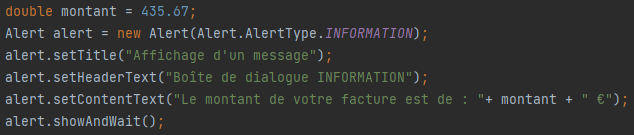 double montant = 435.67;
Alert alert = new Alert(Alert.AlertType.INFORMATION);
alert.setTitle("Affichage d'un message");
alert.setHeaderText("Boîte de dialogue INFORMATION");
alert.setContentText("Le montant de votre facture est de : "+ montant + " €");
alert.showAndWait();